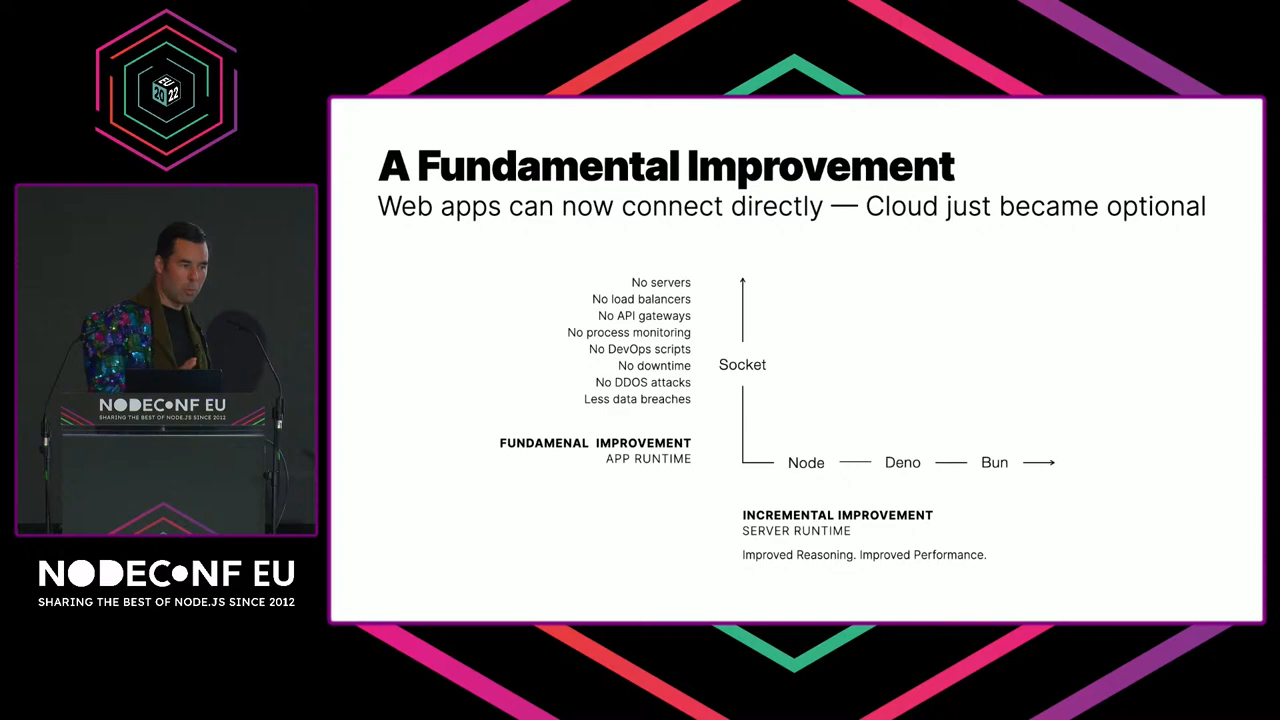 EU
20
22
NODECONF EU
SHARING THE BEST OF NODE.JS SINCE 2012
NODECONF EU
SHARING THE BEST OF NODE.JS SINCE 2012
A Fundamental Improvement
Web apps can now connect directly — Cloud just became optional
No servers
No load balancers
No API gateways
No process monitoring
No DevOps scripts
No downtime
No DDOS attacks
Less data breaches
FUNDAMENAL IMPROVEMENT
APP RUNTIME
Socket
Node
Deno
Bun
INCREMENTAL IMPROVEMENT
SERVER RUNTIME
Improved Reasoning. Improved Performance.